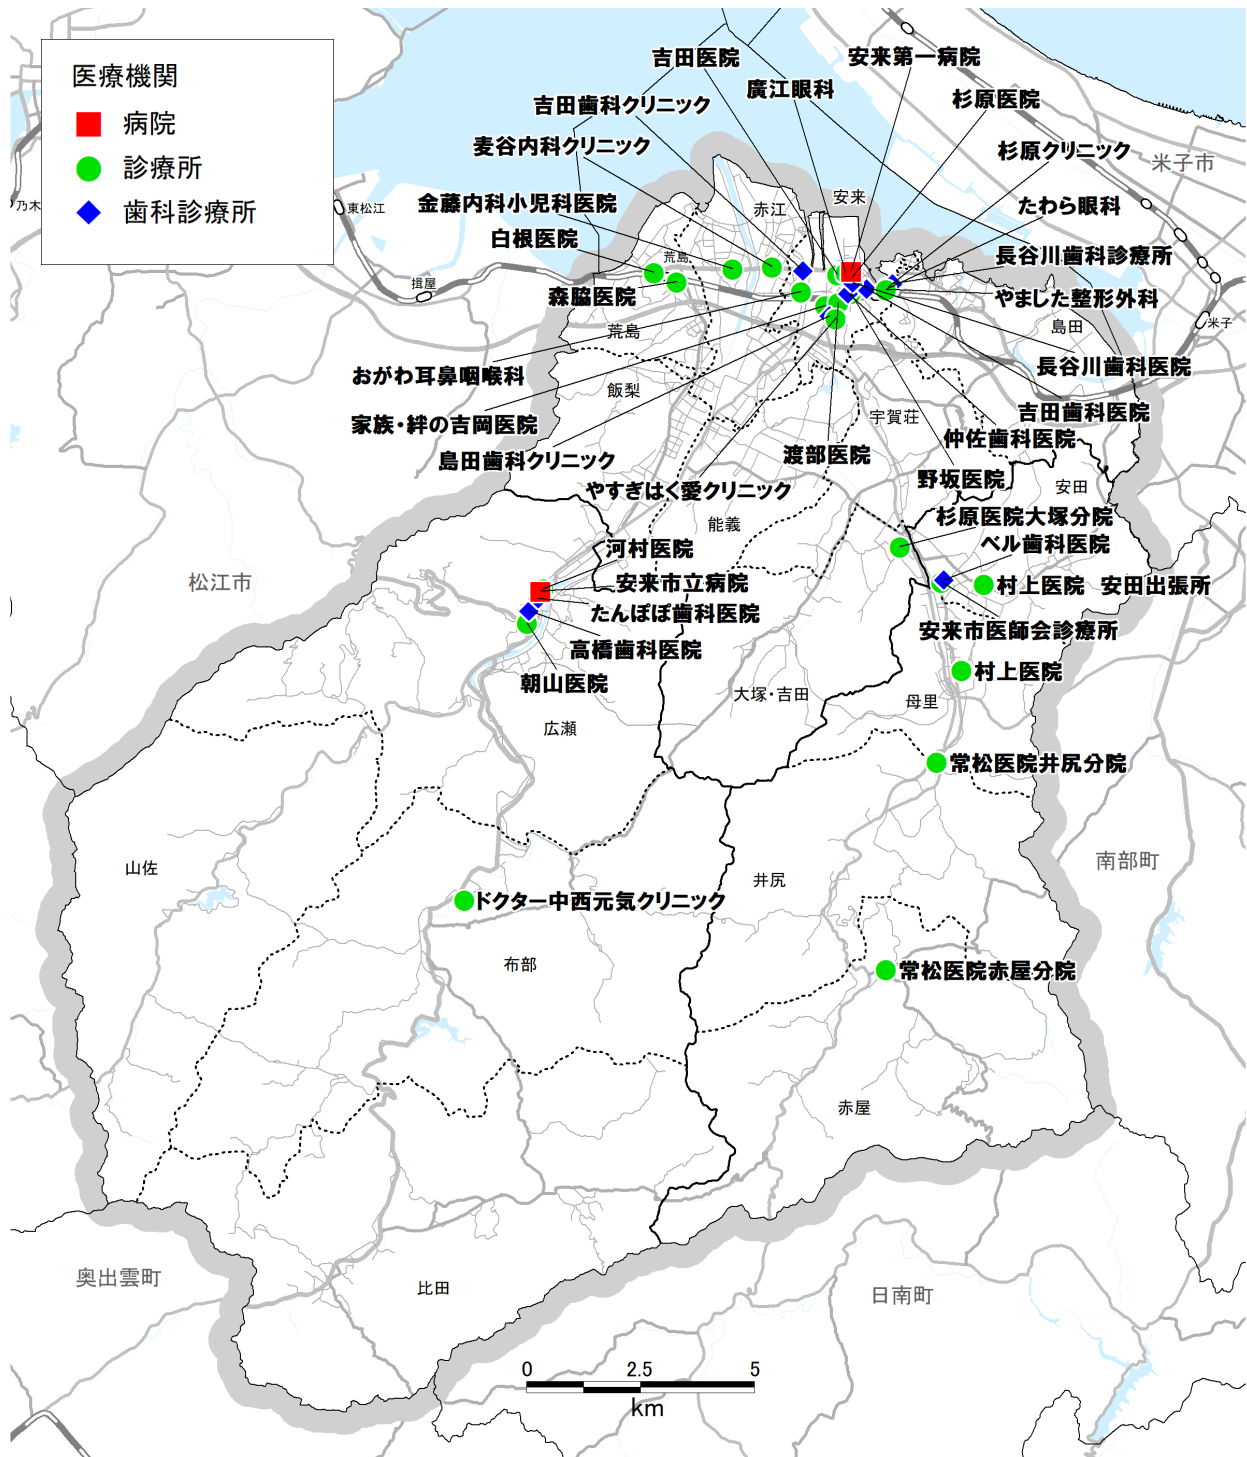 医療機関
病院
診療所
歯科診療所
吉田医院
安来第一病院
廣江眼科
杉原医院
吉田歯科クリニック
杉原クリニック
麦谷内科クリニック
米子市
たわら眼科
金藤内科小児科医院
赤江
安来
乃木
東松江
白根医院
荒島
長谷川歯科診療所
揖屋
森脇医院
やました整形外科
荒島
島田
米子
長谷川歯科医院
おがわ耳鼻咽喉科
飯梨
宇賀荘
吉田歯科医院
家族・絆の吉岡医院
仲佐歯科医院
島田歯科クリニック
渡部医院
野坂医院
やすぎはく愛クリニック
安田
能義
杉原医院大塚分院
河村医院
ベル歯科医院
松江市
安来市立病院
村上医院 安田出張所
たんぽぽ歯科医院
安来市医師会診療所
高橋歯科医院
村上医院
朝山医院
大塚・吉田
母里
広瀬
常松医院井尻分院
山佐
南部町
井尻
ドクター中西元気クリニック
布部
常松医院赤屋分院
赤屋
奥出雲町
比田
日南町
0 2.5 5
km